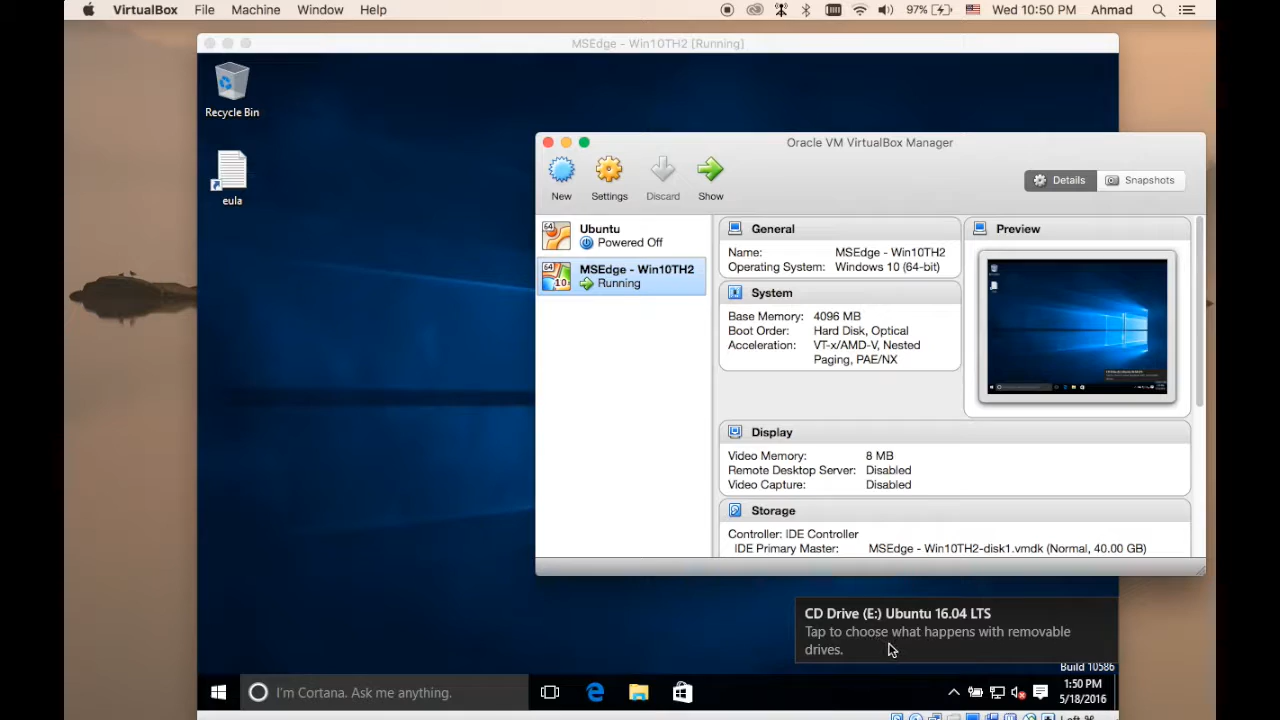 VirtualBox File Machine Window Help 97% Wed 10:50 PM Ahmad
MSEdge - Win10TH2 [Running]
Recycle Bin
eula
Oracle VM VirtualBox Manager
New Settings Discard Show Details Snapshots
64 Ubuntu
Powered Off
64 10 MSEdge - Win10TH2
Running
General
Name: MSEdge - Win10TH2
Operating System: Windows 10 (64-bit)
System
Base Memory: 4096 MB
Boot Order: Hard Disk, Optical
Acceleration: VT-x/AMD-V, Nested
Paging, PAE/NX
Preview
Display
Video Memory: 8 MB
Remote Desktop Server: Disabled
Video Capture: Disabled
Storage
Controller: IDE Controller
IDE Primary Master: MSEdge - Win10TH2-disk1.vmdk (Normal, 40.00 GB)
CD Drive (E:) Ubuntu 16.04 LTS
Tap to choose what happens with removable
drives.
Build 10586
I'm Cortana. Ask me anything.
1:50 PM
5/18/2016
Left ⌘